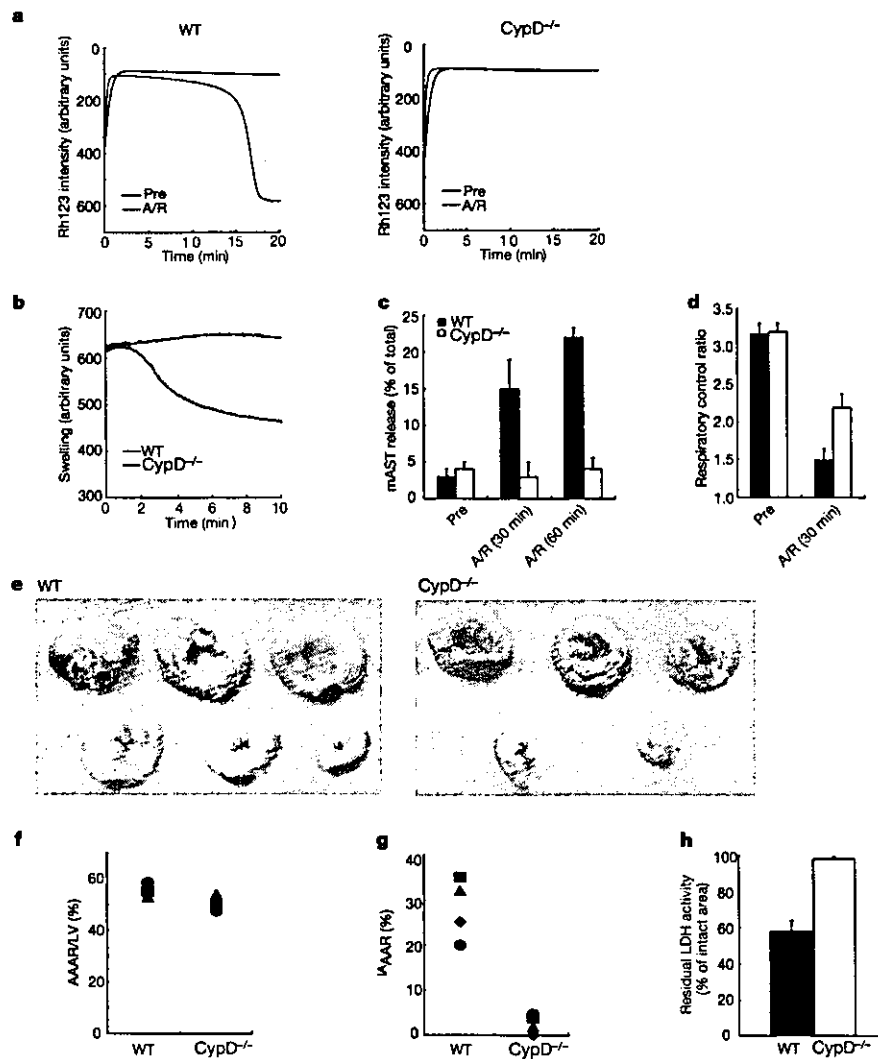 a
WT
CypD⁻/⁻
Rh123 intensity (arbitrary units)
0
200
400
600
Pre
A/R
0 5 10 15 20
Time (min)
Rh123 intensity (arbitrary units)
0
200
400
600
Pre
A/R
0 5 10 15 20
Time (min)
b
Swelling (arbitrary units)
700
600
500
400
300
WT
CypD⁻/⁻
0 2 4 6 8 10
Time (min)
c
mAST release (% of total)
25
20
15
10
5
0
WT
CypD⁻/⁻
Pre
A/R (30 min)
A/R (60 min)
d
Respiratory control ratio
3.5
3.0
2.5
2.0
1.5
1.0
Pre
A/R (30 min)
e
WT
CypD⁻/⁻
f
AAAR/LV (%)
60
40
20
0
WT CypD⁻/⁻
g
IAAAR (%)
40
30
20
10
0
WT CypD⁻/⁻
h
Residual LDH activity
(% of intact area)
100
80
60
40
20
0
WT CypD⁻/⁻